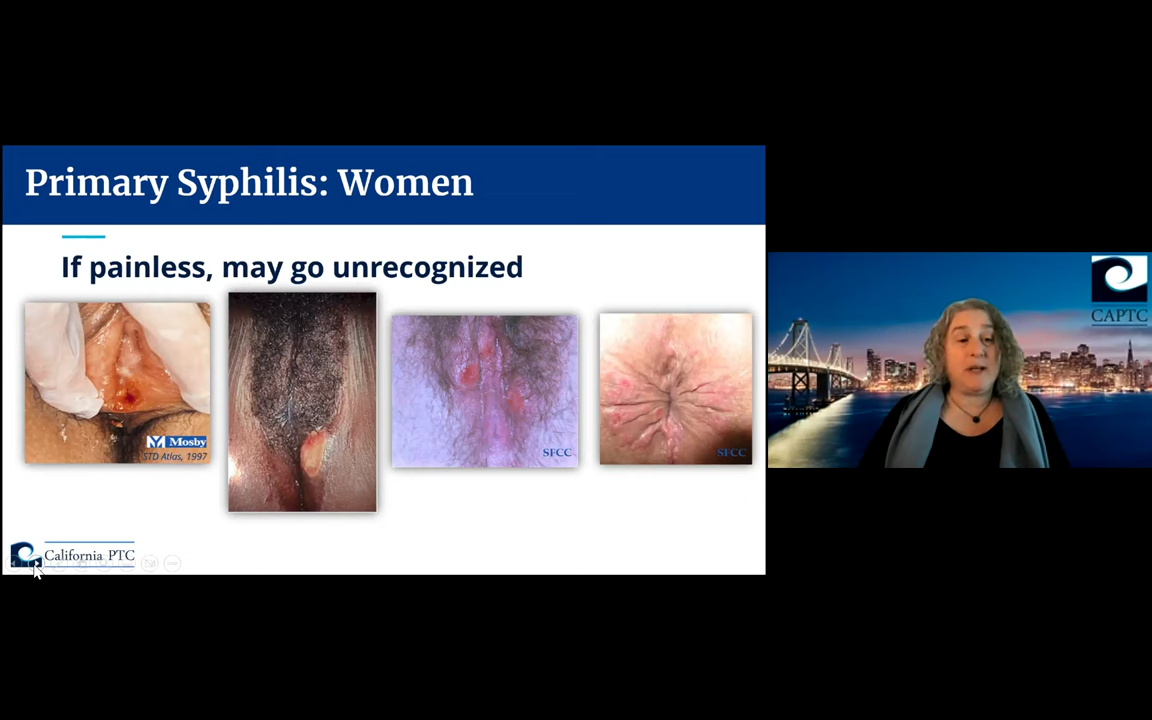 Primary Syphilis: Women
If painless, may go unrecognized
Mosby
STD Atlas, 1997
SFCC
SFCC
California PTC
CAPTC